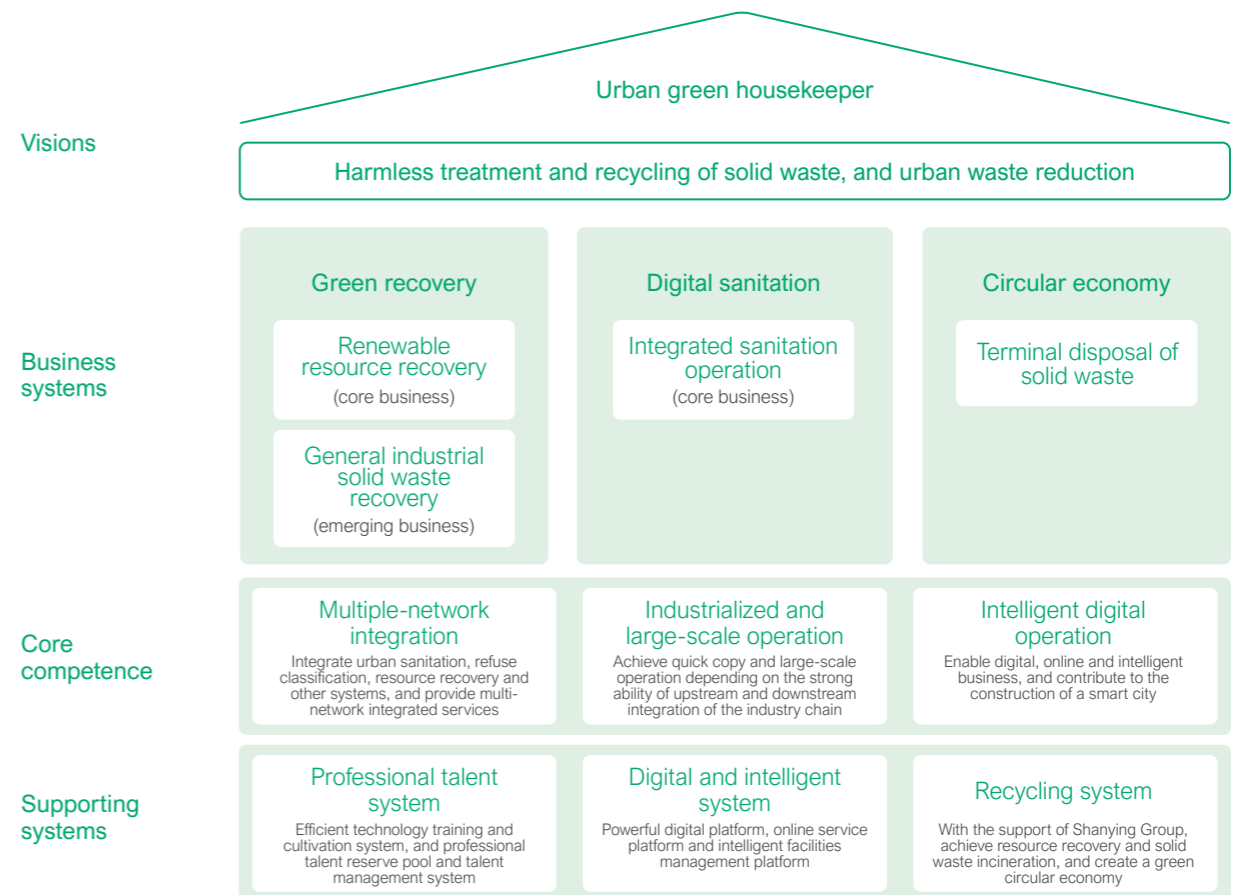 Urban green housekeeper
Visions
Harmless treatment and recycling of solid waste, and urban waste reduction
Business
systems
Green recovery
Renewable
resource recovery
(core business)
General industrial
solid waste
recovery
(emerging business)
Digital sanitation
Integrated sanitation
operation
(core business)
Circular economy
Terminal disposal of
solid waste
Core
competence
Multiple-network
integration
Integrate urban sanitation, refuse
classification, resource recovery and
other systems, and provide multi-
network integrated services
Industrialized and
large-scale operation
Achieve quick copy and large-scale
operation depending on the strong
ability of upstream and downstream
integration of the industry chain
Intelligent digital
operation
Enable digital, online and intelligent
business, and contribute to the
construction of a smart city
Supporting
systems
Professional talent
system
Efficient technology training and
cultivation system, and professional
talent reserve pool and talent
management system
Digital and intelligent
system
Powerful digital platform, online service
platform and intelligent facilities
management platform
Recycling system
With the support of Shanying Group,
achieve resource recovery and solid
waste incineration, and create a green
circular economy